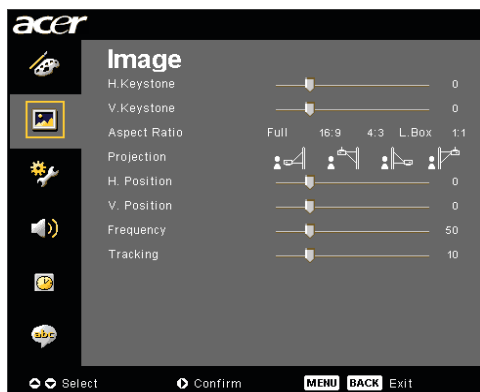 acer
Image
H.Keystone 0
V.Keystone 0
Aspect Ratio Full 16:9 4:3 L.Box 1:1
Projection
H. Position 0
V. Position 0
Frequency 50
Tracking 10
abc
Select Confirm MENU BACK Exit